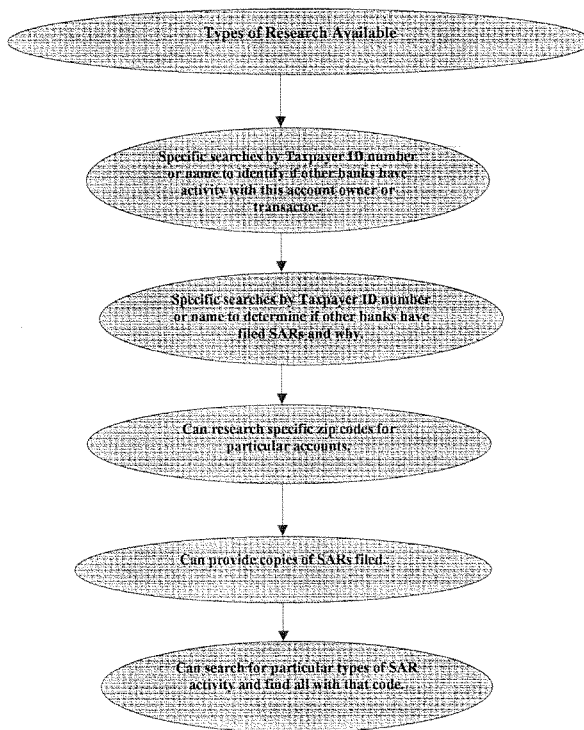 Types of Research Available
Specific searches by Taxpayer ID number
or name to identify if other banks have
activity with this account owner or
transactor.
Specific searches by Taxpayer ID number
or name to determine if other banks have
filed SARs and why.
Can research specific zip codes for
particular accounts.
Can provide copies of SARs filed.
Can search for particular types of SAR
activity and find all with that code.